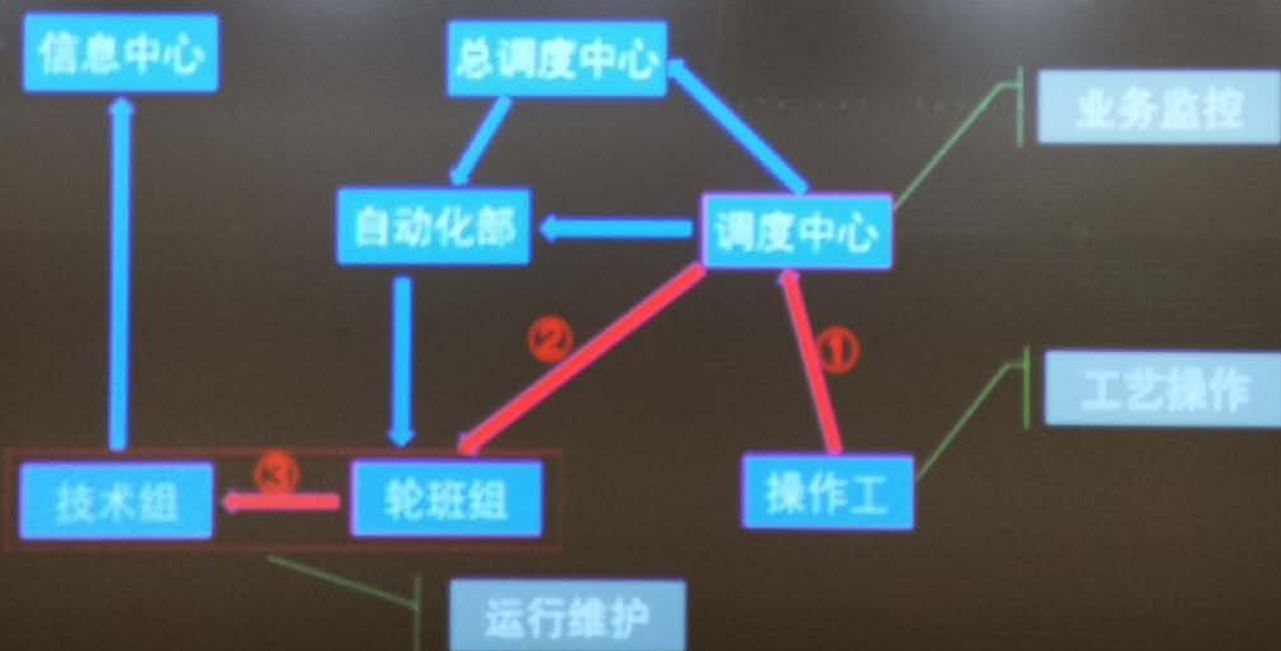 信息中心
总调度中心
业务监控
自动化部
调度中心
②
①
工艺操作
③
技术组
轮班组
操作工
运行维护